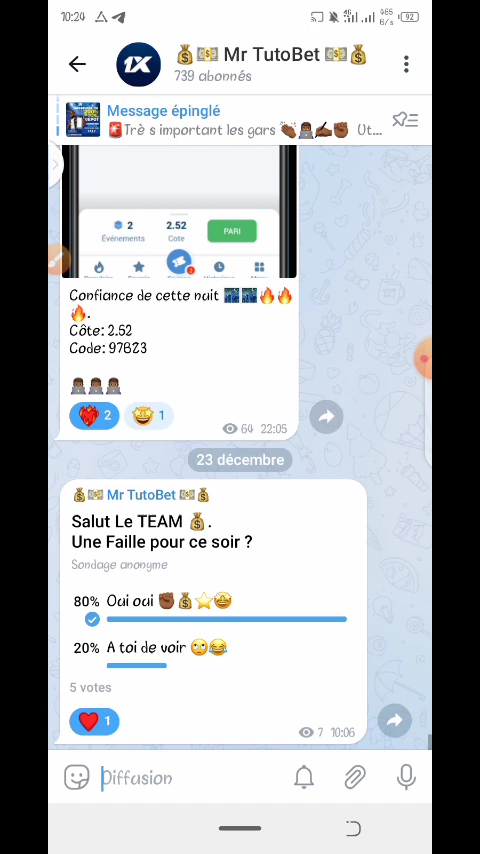 10:24
4G
465
B/s
92
1X
💰💵 Mr TutoBet 💵💰
739 abonnés
Message épinglé
🚨Trè s important les gars 👏🏾👨🏾‍💻✍🏾✊🏾 Ut...
2
2.52
PARI
Événements
Cote
2
Confiance de cette nuit 🌃🌃🔥🔥
🔥.
Côte: 2.52
👨🏾‍💻👨🏾‍💻👨🏾‍💻
❤️‍🔥 2
🤩 1
64 22:05
23 décembre
💰💵 Mr TutoBet 💵💰
Salut Le TEAM 💰.
Une Faille pour ce soir ?
Sondage anonyme
80% Oui oui ✊🏾💰⭐🤩
20% A toi de voir 🙄😂
5 votes
❤️ 1
7 10:06
Diffusion